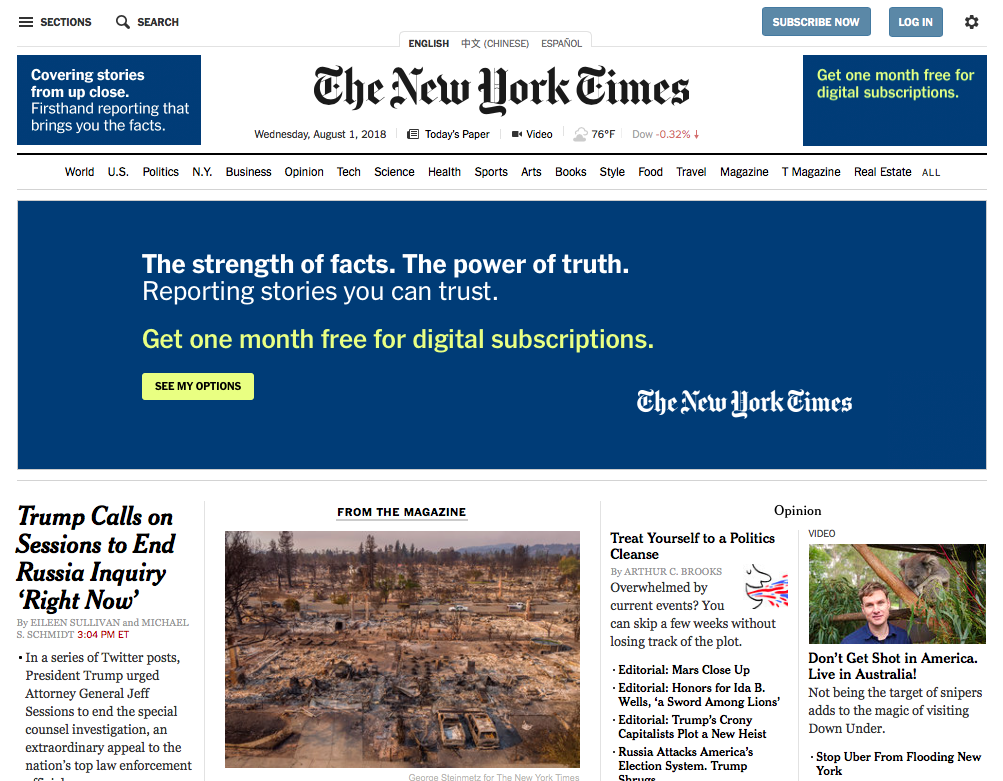 SECTIONS
SEARCH
SUBSCRIBE NOW
LOG IN
ENGLISH 中文 (CHINESE) ESPAÑOL
Covering stories
from up close.
Firsthand reporting that
brings you the facts.
The New York Times
Get one month free for
digital subscriptions.
Wednesday, August 1, 2018
Today's Paper
Video
76°F
Dow -0.32% ↓
World U.S. Politics N.Y. Business Opinion Tech Science Health Sports Arts Books Style Food Travel Magazine T Magazine Real Estate ALL
The strength of facts. The power of truth.
Reporting stories you can trust.
Get one month free for digital subscriptions.
SEE MY OPTIONS
The New York Times
Trump Calls on
Sessions to End
Russia Inquiry
‘Right Now’
By EILEEN SULLIVAN and MICHAEL
S. SCHMIDT 3:04 PM ET
• In a series of Twitter posts,
President Trump urged
Attorney General Jeff
Sessions to end the special
counsel investigation, an
extraordinary appeal to the
nation’s top law enforcement
FROM THE MAGAZINE
George Steinmetz for The New York Times
Opinion
Treat Yourself to a Politics
Cleanse
By ARTHUR C. BROOKS
Overwhelmed by
current events? You
can skip a few weeks without
losing track of the plot.
· Editorial: Mars Close Up
· Editorial: Honors for Ida B.
Wells, ‘a Sword Among Lions’
· Editorial: Trump’s Crony
Capitalists Plot a New Heist
· Russia Attacks America’s
Election System. Trump
Shrugs.
VIDEO
Don’t Get Shot in America.
Live in Australia!
Not being the target of snipers
adds to the magic of visiting
Down Under.
· Stop Uber From Flooding New
York